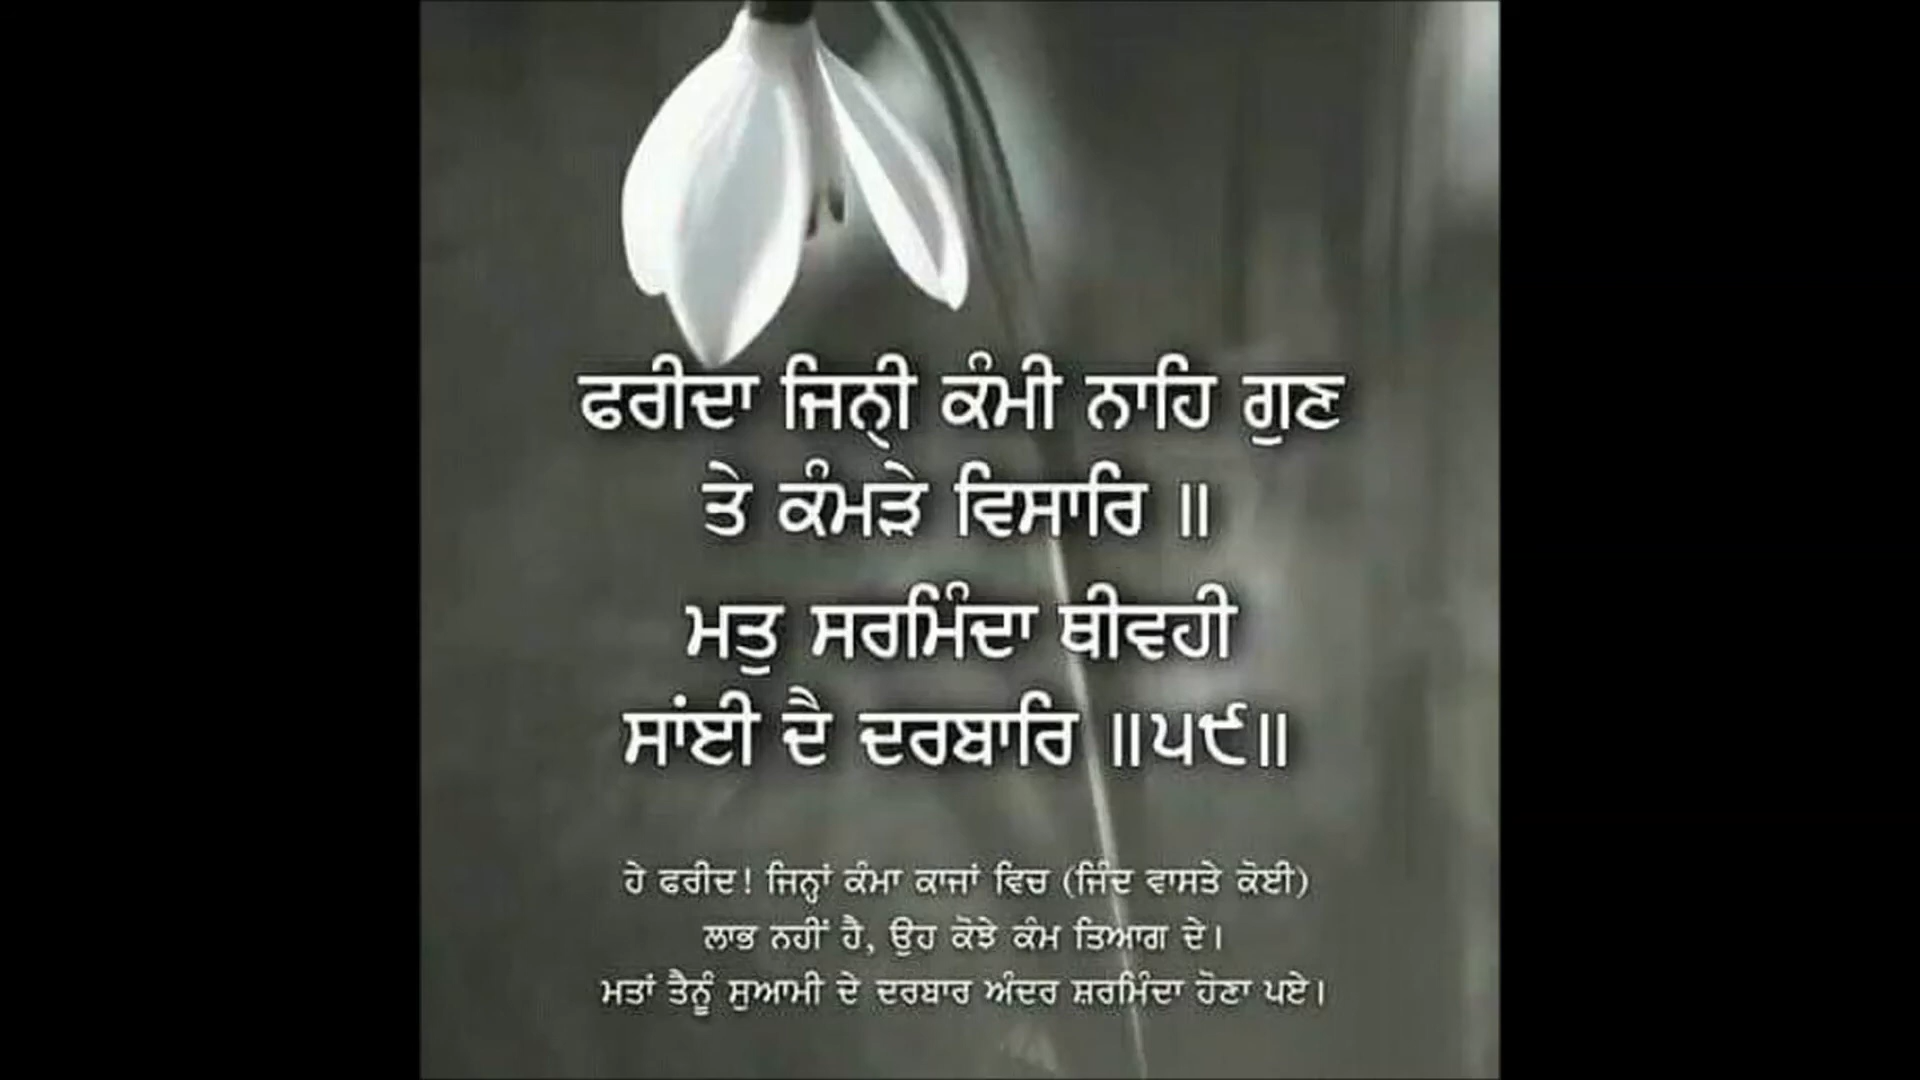 ਫਰੀਦਾ ਜਿਨੑੀ ਕੰਮੀ ਨਾਹਿ ਗੁਣ
ਤੇ ਕੰਮੜੇ ਵਿਸਾਰਿ ॥
ਮਤੁ ਸਰਮਿੰਦਾ ਥੀਵਹੀ
ਸਾਂਈ ਦੈ ਦਰਬਾਰਿ ॥੫੯॥
ਹੇ ਫਰੀਦ! ਜਿਨ੍ਹਾਂ ਕੰਮਾ ਕਾਜਾਂ ਵਿਚ (ਜਿੰਦ ਵਾਸਤੇ ਕੋਈ)
ਲਾਭ ਨਹੀਂ ਹੈ, ਉਹ ਕੋਝੇ ਕੰਮ ਤਿਆਗ ਦੇ।
ਮਤਾਂ ਤੈਨੂੰ ਸੁਆਮੀ ਦੇ ਦਰਬਾਰ ਅੰਦਰ ਸ਼ਰਮਿੰਦਾ ਹੋਣਾ ਪਏ।